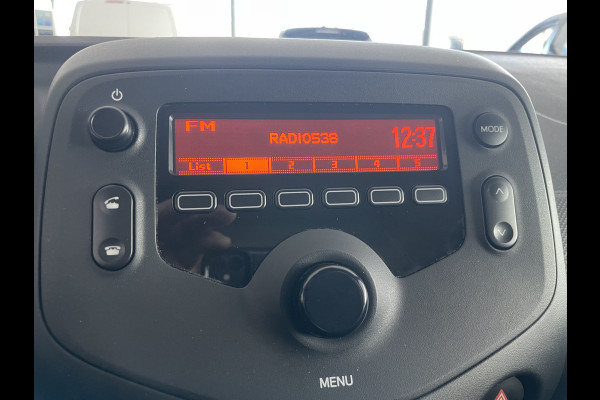 FM
RADIO538
12:37
List 1 2 3 4 5
MODE
MENU